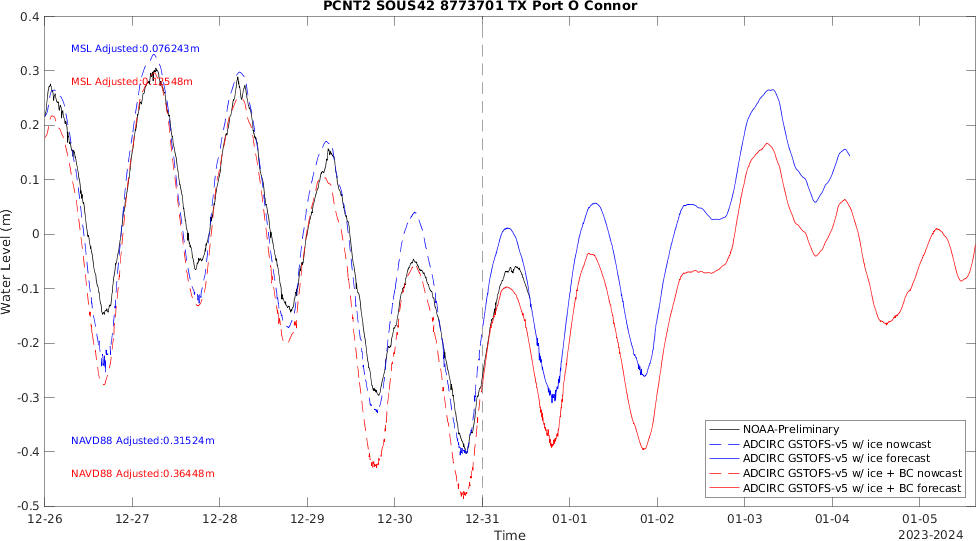 PCNT2 SOUS42 8773701 TX Port O Connor
0.4
0.3
0.2
0.1
0
-0.1
-0.2
-0.3
-0.4
-0.5
Water Level (m)
MSL Adjusted:0.076243m
MSL Adjusted:0.12548m
NAVD88 Adjusted:0.31524m
NAVD88 Adjusted:0.36448m
NOAA-Preliminary
ADCIRC GSTOFS-v5 w/ ice nowcast
ADCIRC GSTOFS-v5 w/ ice forecast
ADCIRC GSTOFS-v5 w/ ice + BC nowcast
ADCIRC GSTOFS-v5 w/ ice + BC forecast
12-26 12-27 12-28 12-29 12-30 12-31 01-01 01-02 01-03 01-04 01-05
Time
2023-2024